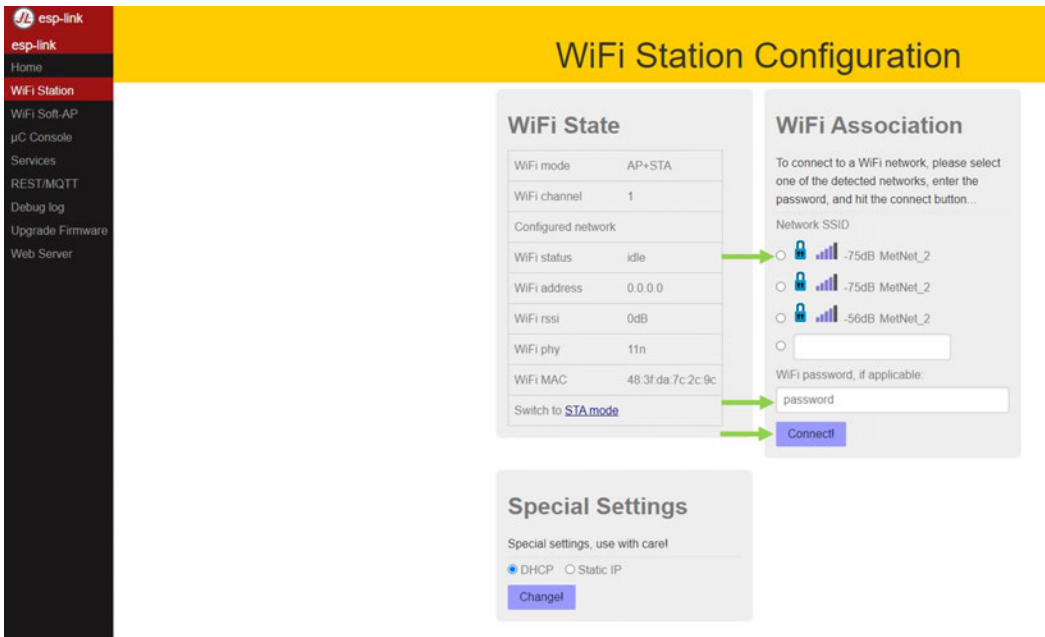 JL esp-link
esp-link
Home
WiFi Station
WiFi Soft-AP
µC Console
Services
REST/MQTT
Debug log
Upgrade Firmware
Web Server
WiFi Station Configuration
WiFi State
WiFi mode AP+STA
WiFi channel 1
Configured network
WiFi status idle
WiFi address 0.0.0.0
WiFi rssi 0dB
WiFi phy 11n
WiFi MAC 48:3f:da:7c:2c:9c
Switch to STA mode
WiFi Association
To connect to a WiFi network, please select
one of the detected networks, enter the
password, and hit the connect button...
Network SSID
-75dB MetNet_2
-75dB MetNet_2
-56dB MetNet_2
WiFi password, if applicable:
password
Connect!
Special Settings
Special settings, use with care!
DHCP Static IP
Change!